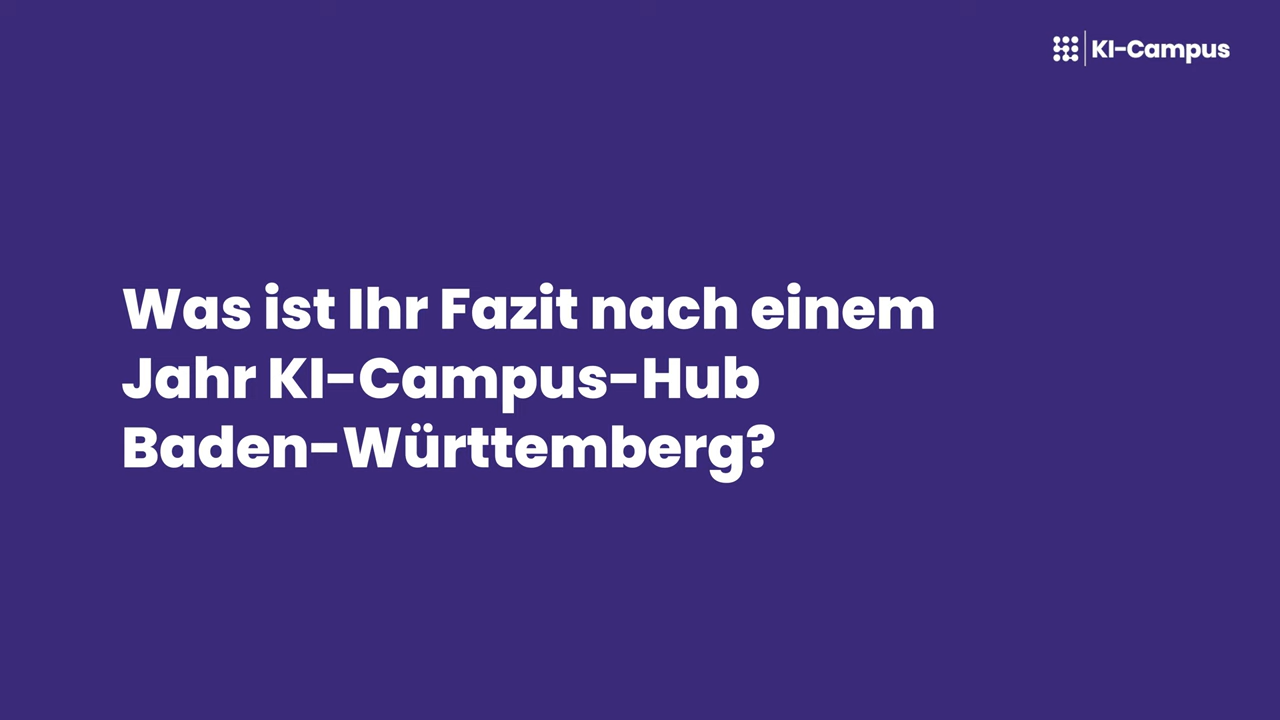 KI-Campus
Was ist Ihr Fazit nach einem
Jahr KI-Campus-Hub
Baden-Württemberg?